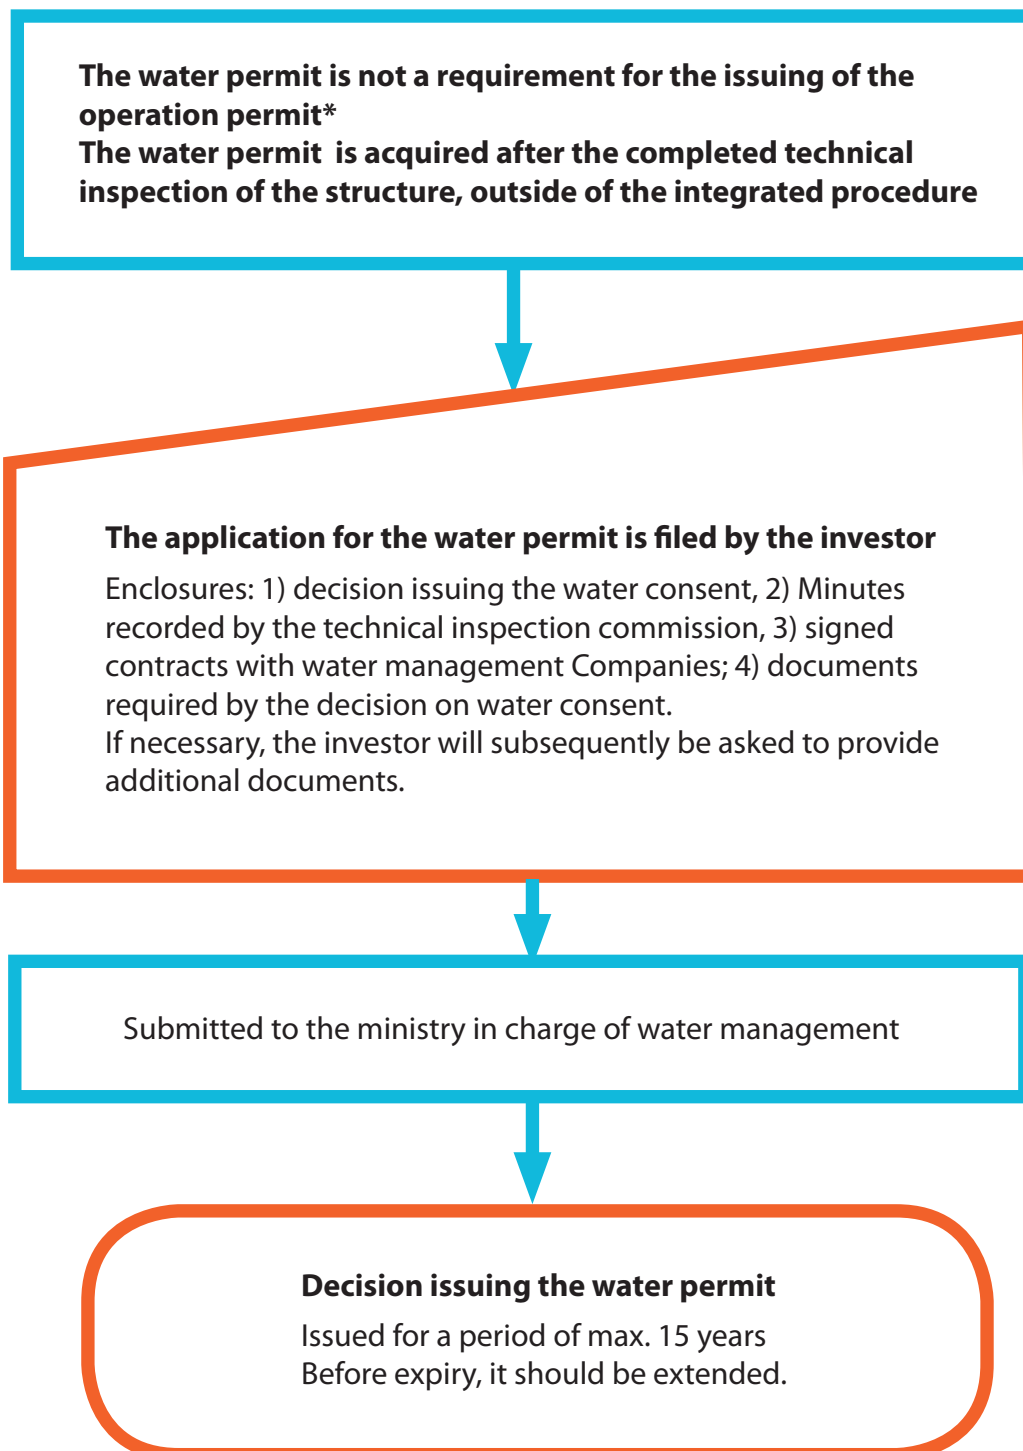 The water permit is not a requirement for the issuing of the
operation permit*
The water permit  is acquired after the completed technical
inspection of the structure, outside of the integrated procedure
The application for the water permit is filed by the investor
Enclosures: 1) decision issuing the water consent, 2) Minutes
recorded by the technical inspection commission, 3) signed
contracts with water management Companies; 4) documents
required by the decision on water consent.
If necessary, the investor will subsequently be asked to provide
additional documents.
Submitted to the ministry in charge of water management
Decision issuing the water permit
Issued for a period of max. 15 years
Before expiry, it should be extended.